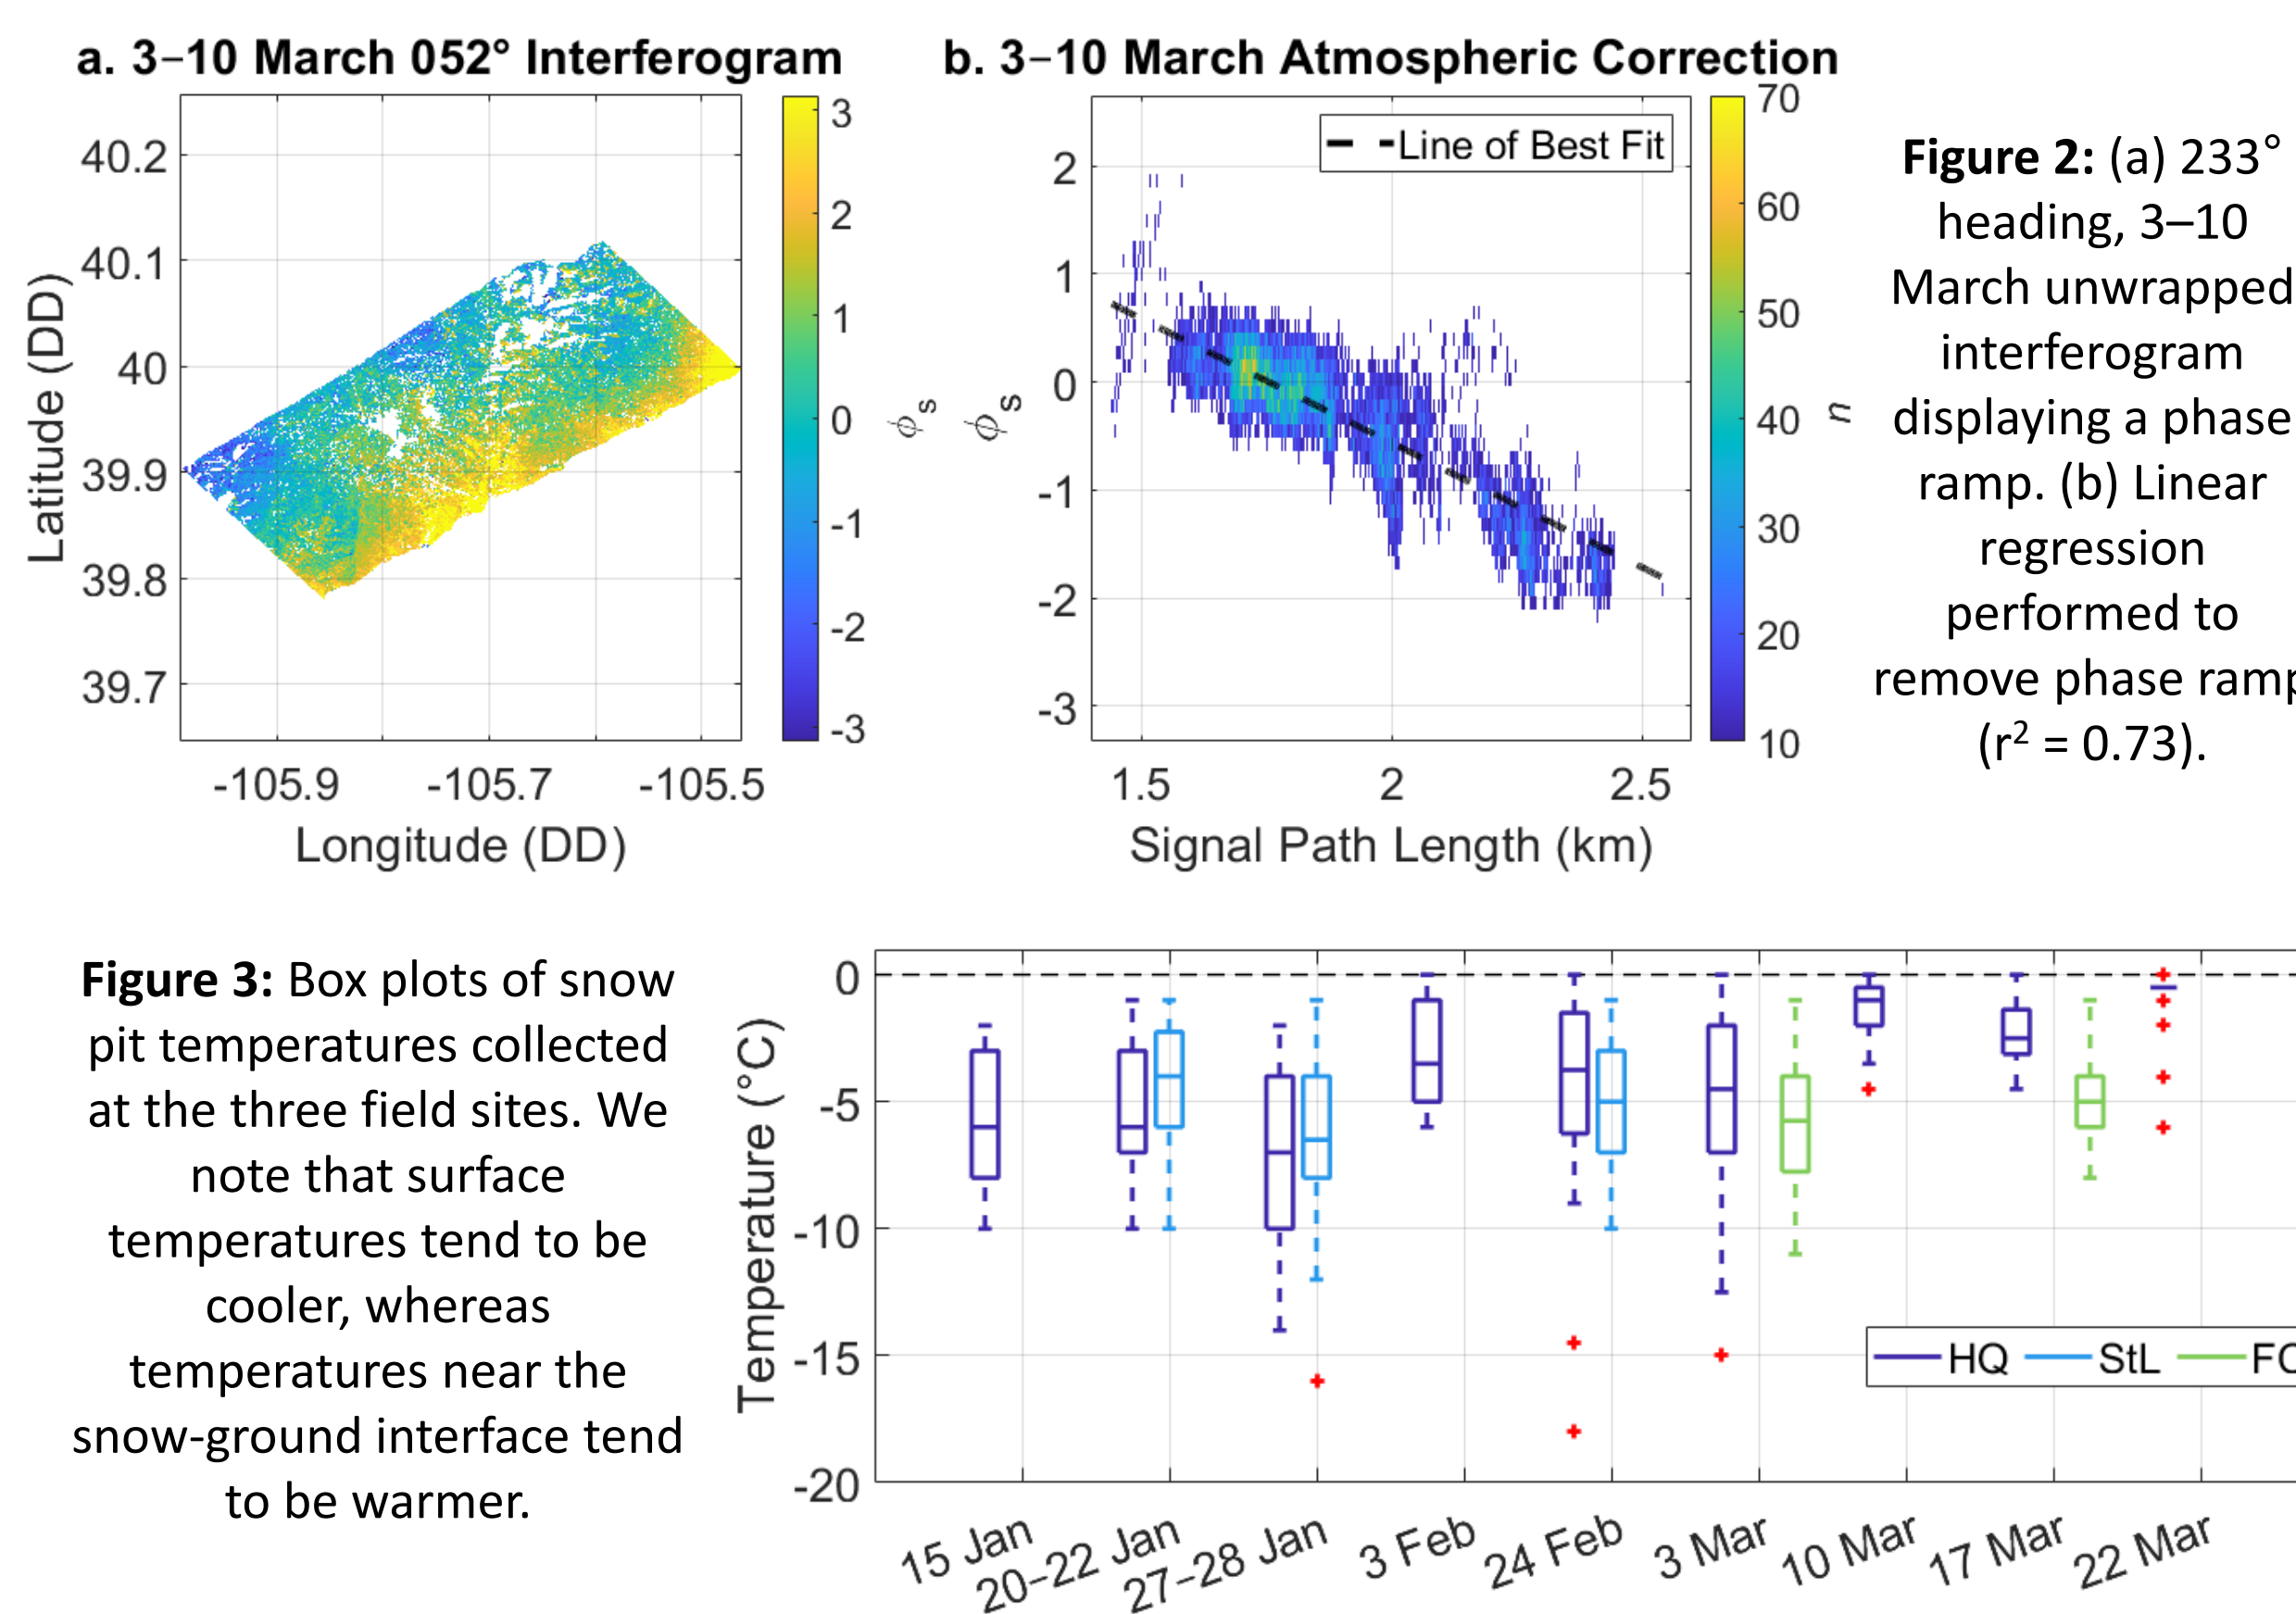 a. 3–10 March 052° Interferogram
40.2
40.1
40
39.9
39.8
39.7
Latitude (DD)
-105.9 -105.7 -105.5
Longitude (DD)
3
2
1
0
-1
-2
-3
ϕs
b. 3–10 March Atmospheric Correction
Line of Best Fit
2
1
0
-1
-2
-3
ϕs
1.5 2 2.5
Signal Path Length (km)
70
60
50
40
30
20
10
n
Figure 2: (a) 233°
heading, 3–10
March unwrapped
interferogram
displaying a phase
ramp. (b) Linear
regression
performed to
remove phase ramp
(r² = 0.73).
Figure 3: Box plots of snow
pit temperatures collected
at the three field sites. We
note that surface
temperatures tend to be
cooler, whereas
temperatures near the
snow-ground interface tend
to be warmer.
Temperature (°C)
0
-5
-10
-15
-20
HQ StL
15 Jan
20–22 Jan
27–28 Jan
3 Feb
24 Feb
3 Mar
10 Mar
17 Mar
22 Mar